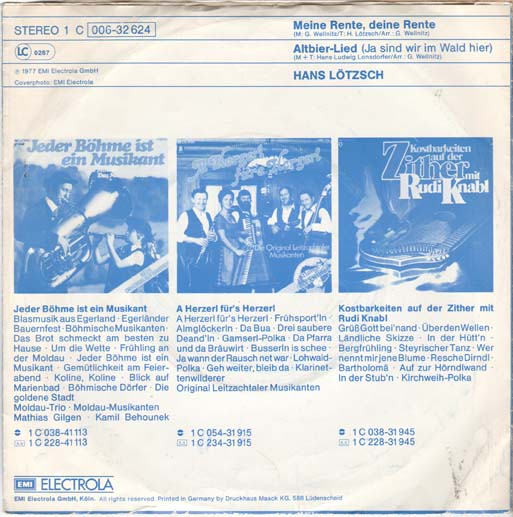 STEREO 1 C 006-32 624
LC 0287
℗ 1977 EMI Electrola GmbH
Coverphoto: EMI Electrola
Meine Rente, deine Rente
(M: G. Wellnitz/T: H. Lötzsch/Arr.: G. Wellnitz)
Altbier-Lied (Ja sind wir im Wald hier)
(M + T: Hans Ludwig Lonsdorfer/Arr.: G. Wellnitz)
HANS LÖTZSCH
Jeder Böhme ist
ein Musikant
A Herzerl
für's Herzerl
Die Original Leitzachtaler
Musikanten
Kostbarkeiten
auf der
Zither
mit
Rudi Knabl
Jeder Böhme ist ein Musikant
Blasmusik aus Egerland · Egerländer
Bauernfest · Böhmische Musikanten ·
Das Brot schmeckt am besten zu
Hause · Um die Wette · Frühling an
der Moldau · Jeder Böhme ist ein
Musikant · Gemütlichkeit am Feier-
abend · Koline, Koline · Blick auf
Marienbad · Böhmische Dörfer · Die
goldene Stadt
Moldau-Trio · Moldau-Musikanten
Mathias Gilgen · Kamil Behounek
1 C 038-41 113
1 C 228-41 113
A Herzerl für's Herzerl
A Herzerl für's Herzerl · Frühsport'ln
Almglöckerln · Da Bua · Drei saubere
Deand'ln · Gamserl-Polka · Da Pfarra
und da Bräuwirt · Busserln is schee ·
Ja wann der Rausch net war · Lohwald-
Polka · Geh weiter, bleib da · Klarinet-
tenwilderer
Original Leitzachtaler Musikanten
1 C 054-31 915
1 C 234-31 915
Kostbarkeiten auf der Zither mit
Rudi Knabl
Grüß Gott bei'nand · Über den Wellen ·
Ländliche Skizze · In der Hütt'n ·
Bergfrühling · Steyrischer Tanz · Wer
nennt mir jene Blume · Resche Dirndl ·
Bartholomä · Auf zur Hörndlwand ·
In der Stub'n · Kirchweih-Polka
1 C 038-31 945
1 C 228-31 945
EMI ELECTROLA
EMI Electrola GmbH, Köln. All rights reserved. Printed in Germany by Druckhaus Maack KG, 588 Lüdenscheid